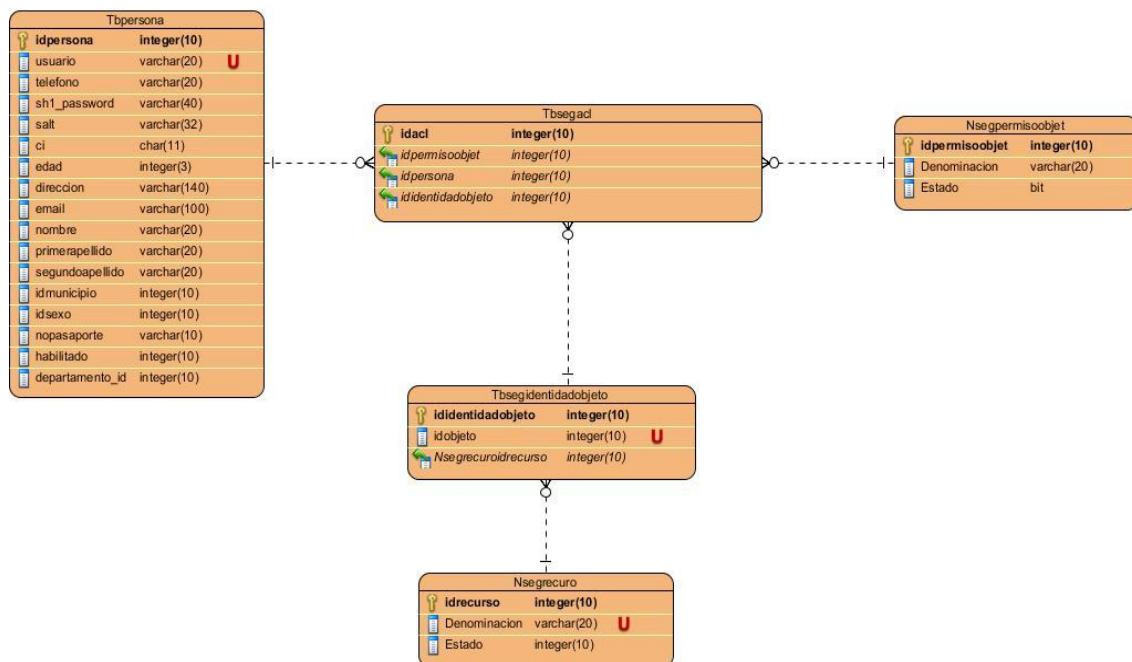 Tbpersona
idpersona integer(10)
usuario varchar(20) U
telefono varchar(20)
sh1_password varchar(40)
salt varchar(32)
ci char(11)
edad integer(3)
direccion varchar(140)
email varchar(100)
nombre varchar(20)
primerapellido varchar(20)
segundoapellido varchar(20)
idmunicipio integer(10)
idsexo integer(10)
nopasaporte varchar(10)
habilitado integer(10)
departamento_id integer(10)
Tbsegacl
idacl integer(10)
idpermisoobjet integer(10)
idpersona integer(10)
ididentidadobjeto integer(10)
Nsegpermisoobjet
idpermisoobjet integer(10)
Denominacion varchar(20)
Estado bit
Tbsegidentidadobjeto
ididentidadobjeto integer(10)
idobjeto integer(10) U
Nsegrecuroidrecurso integer(10)
Nsegrecuro
idrecurso integer(10)
Denominacion varchar(20) U
Estado integer(10)